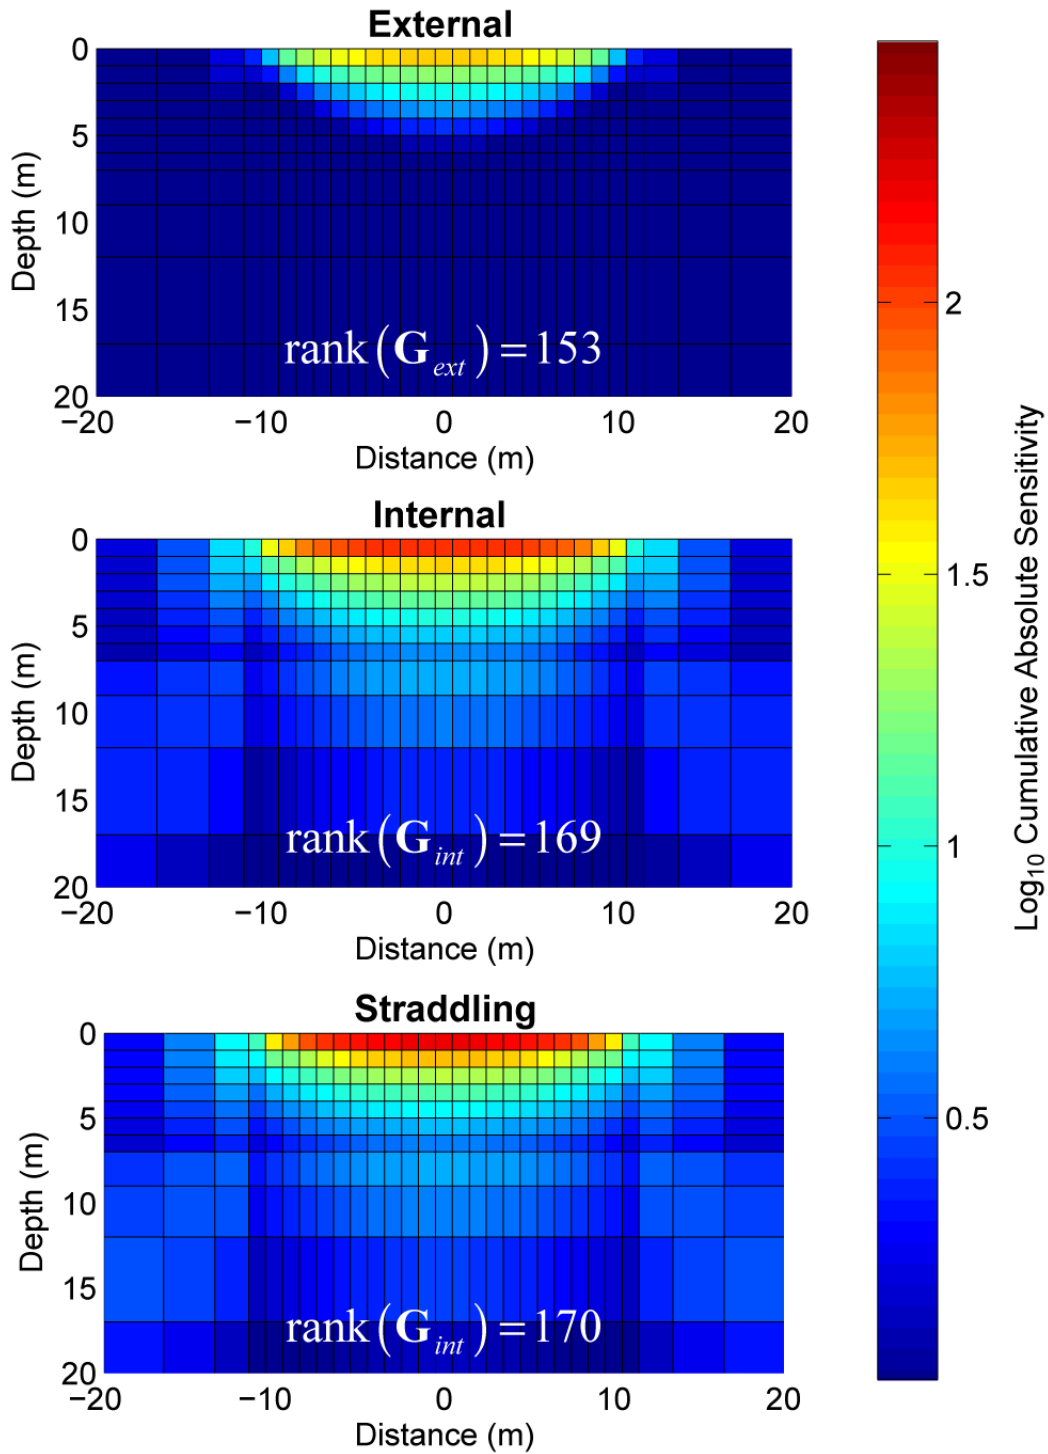 External
0
5
10
15
20
Depth (m)
rank(G_ext)=153
−20 −10 0 10 20
Distance (m)
Internal
0
5
10
15
20
Depth (m)
rank(G_int)=169
−20 −10 0 10 20
Distance (m)
Straddling
0
5
10
15
20
Depth (m)
rank(G_int)=170
−20 −10 0 10 20
Distance (m)
2
1.5
1
0.5
Log₁₀ Cumulative Absolute Sensitivity